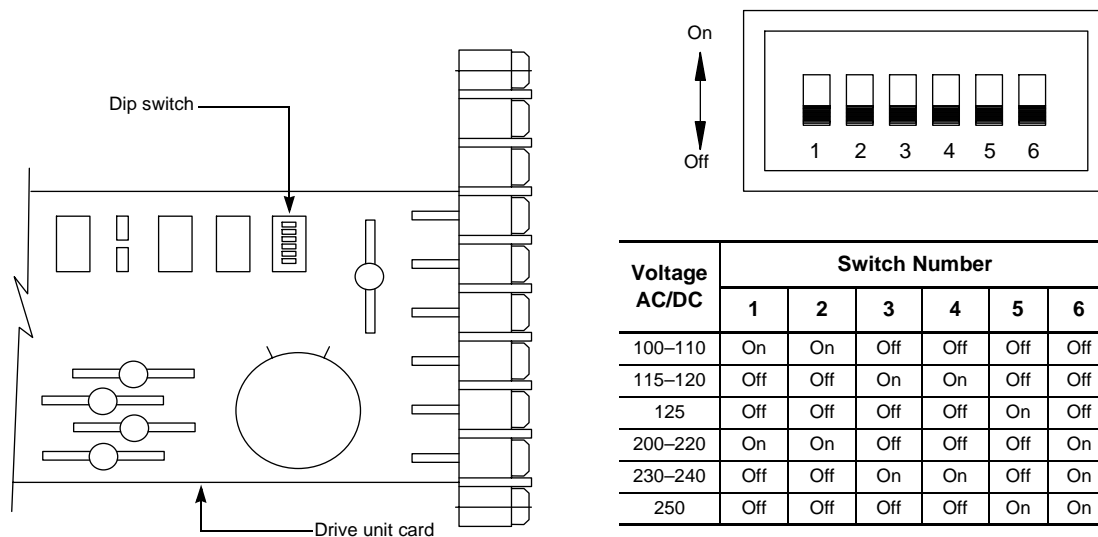 Dip switch
Drive unit card
On
Off
1 2 3 4 5 6
Voltage AC/DC Switch Number
1 2 3 4 5 6
100–110 On On Off Off Off Off
115–120 Off Off On On Off Off
125 Off Off Off Off On Off
200–220 On On Off Off Off On
230–240 Off Off On On Off On
250 Off Off Off Off On On